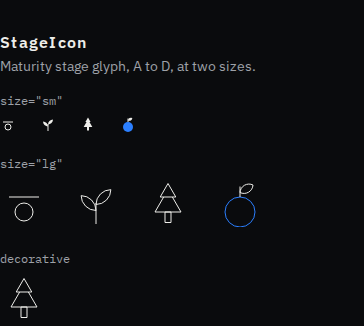 StageIcon
Maturity stage glyph, A to D, at two sizes.
size="sm"
size="lg"
decorative